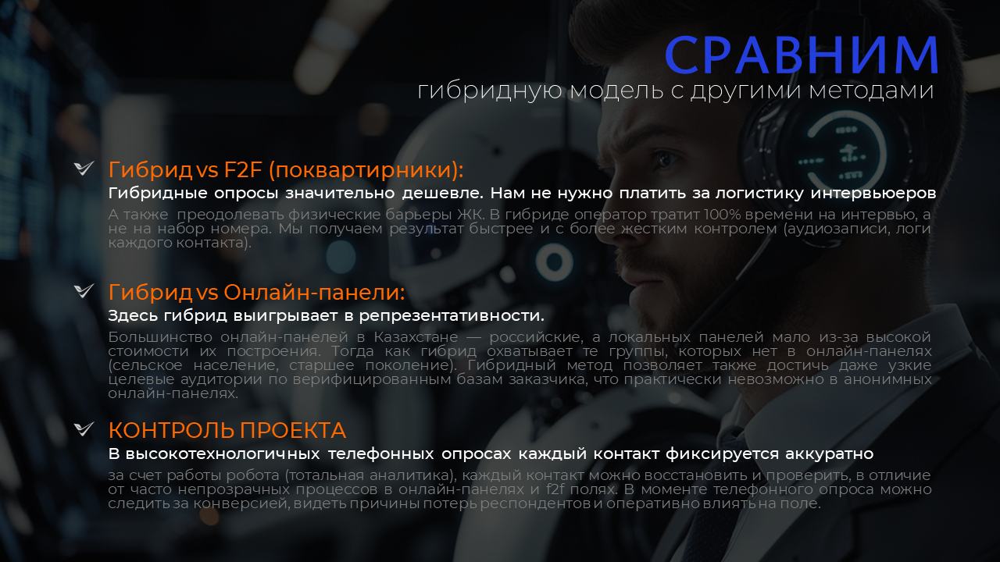 СРАВНИМ
гибридную модель с другими методами
Гибрид vs F2F (поквартирники):
Гибридные опросы значительно дешевле. Нам не нужно платить за логистику интервьюеров
А также преодолевать физические барьеры ЖК. В гибриде оператор тратит 100% времени на интервью, а
не на набор номера. Мы получаем результат быстрее и с более жестким контролем (аудиозаписи, логи
каждого контакта).
Гибрид vs Онлайн-панели:
Здесь гибрид выигрывает в репрезентативности.
Большинство онлайн-панелей в Казахстане — российские, а локальных панелей мало из-за высокой
стоимости их построения. Тогда как гибрид охватывает те группы, которых нет в онлайн-панелях
(сельское население, старшее поколение). Гибридный метод позволяет также достичь даже узкие
целевые аудитории по верифицированным базам заказчика, что практически невозможно в анонимных
онлайн-панелях.
КОНТРОЛЬ ПРОЕКТА
В высокотехнологичных телефонных опросах каждый контакт фиксируется аккуратно
за счет работы робота (тотальная аналитика), каждый контакт можно восстановить и проверить, в отличие
от часто непрозрачных процессов в онлайн-панелях и f2f полях. В моменте телефонного опроса можно
следить за конверсией, видеть причины потерь респондентов и оперативно влиять на поле.